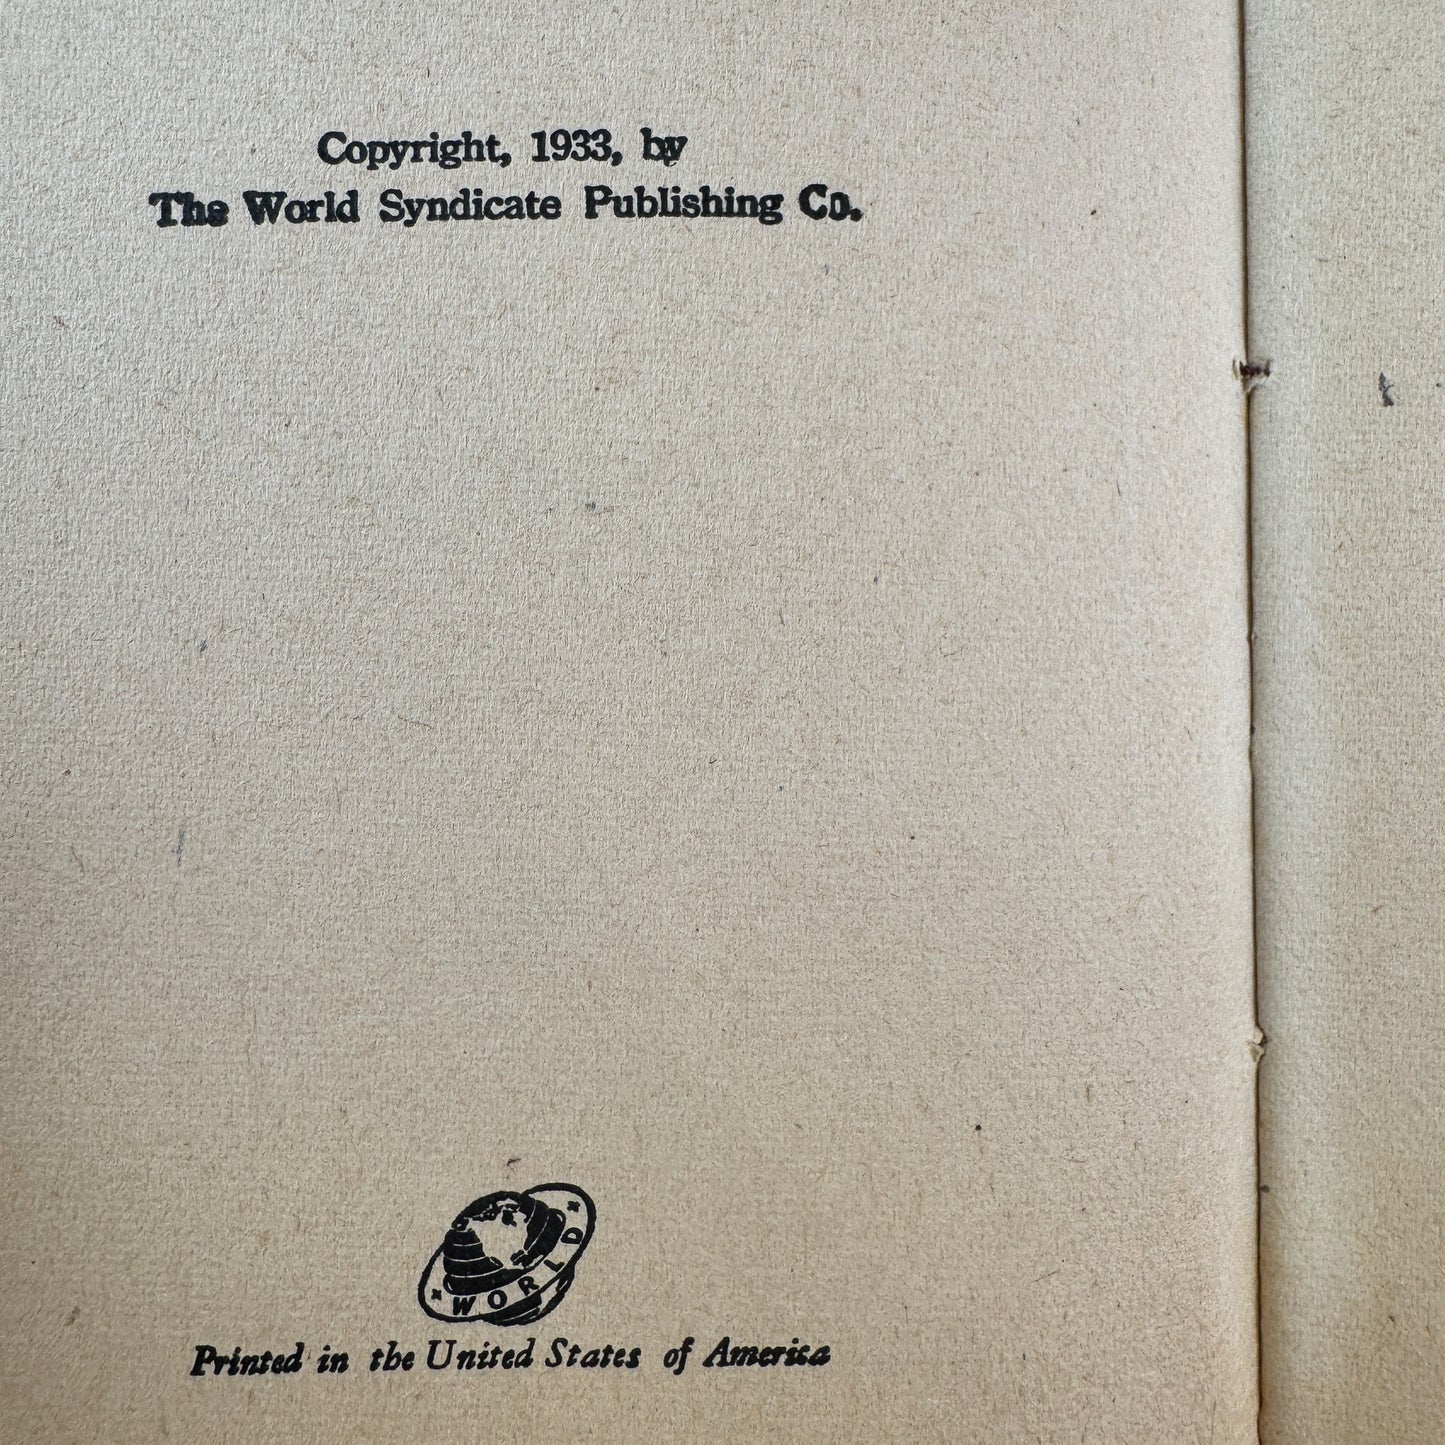 Copyright, 1933, by
The World Syndicate Publishing Co.
WORLD
Printed in the United States of America